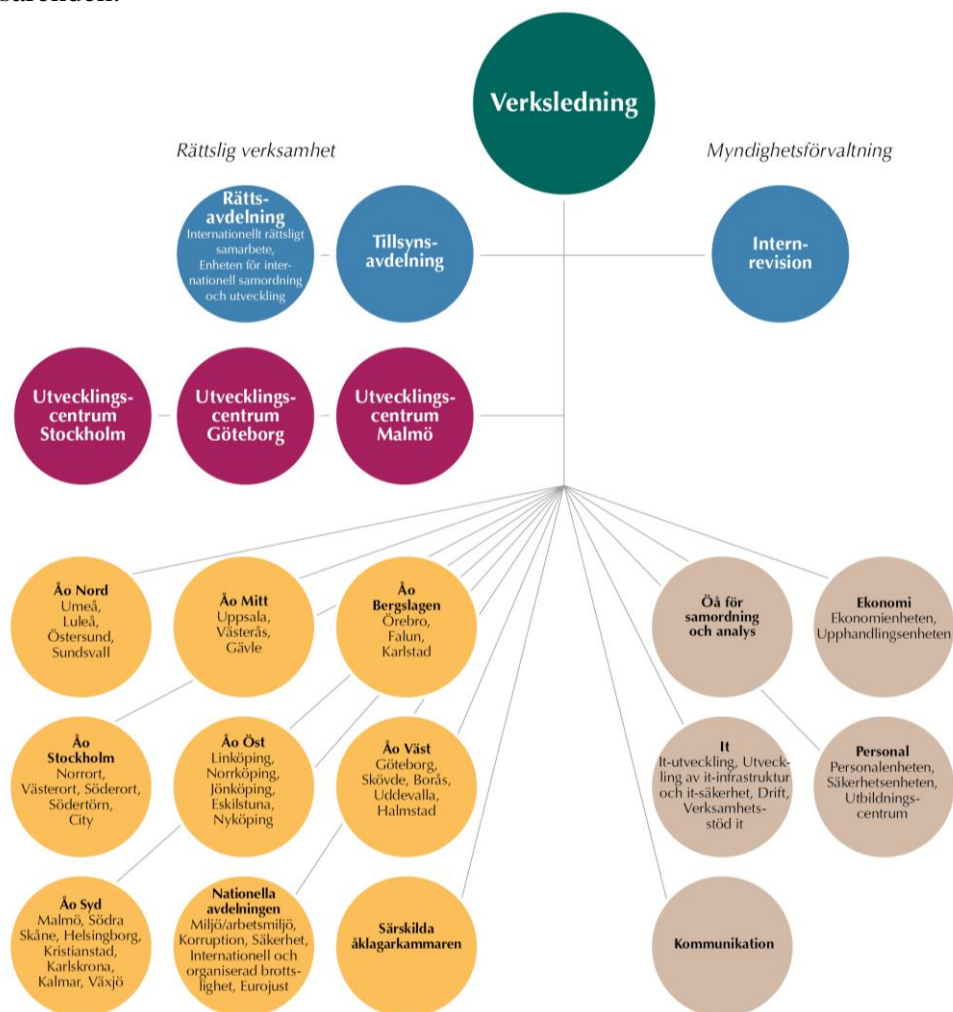 Verksledning
Rättslig verksamhet
Myndighetsförvaltning
Rätts-
avdelning
Internationellt rättsligt
samarbete,
Enheten för inter-
nationell samordning
och utveckling
Tillsyns-
avdelning
Intern-
revision
Utvecklings-
centrum
Stockholm
Utvecklings-
centrum
Göteborg
Utvecklings-
centrum
Malmö
Åo Nord
Umeå,
Luleå,
Östersund,
Sundsvall
Åo Mitt
Uppsala,
Västerås,
Gävle
Åo
Bergslagen
Örebro,
Falun,
Karlstad
Öå för
samordning
och analys
Ekonomi
Ekonomienheten,
Upphandlingsenheten
Åo
Stockholm
Norrort,
Västerort, Söderort,
Södertörn,
City
Åo Öst
Linköping,
Norrköping,
Jönköping,
Eskilstuna,
Nyköping
Åo Väst
Göteborg,
Skövde, Borås,
Uddevalla,
Halmstad
It
It-utveckling, Utveck-
ling av it-infrastruktur
och it-säkerhet, Drift,
Verksamhets-
stöd it
Personal
Personalenheten,
Säkerhetsenheten,
Utbildnings-
centrum
Åo Syd
Malmö, Södra
Skåne, Helsingborg,
Kristianstad,
Karlskrona,
Kalmar, Växjö
Nationella
avdelningen
Miljö/arbetsmiljö,
Korruption, Säkerhet,
Internationell och
organiserad brotts-
lighet, Eurojust
Särskilda
åklagarkammaren
Kommunikation